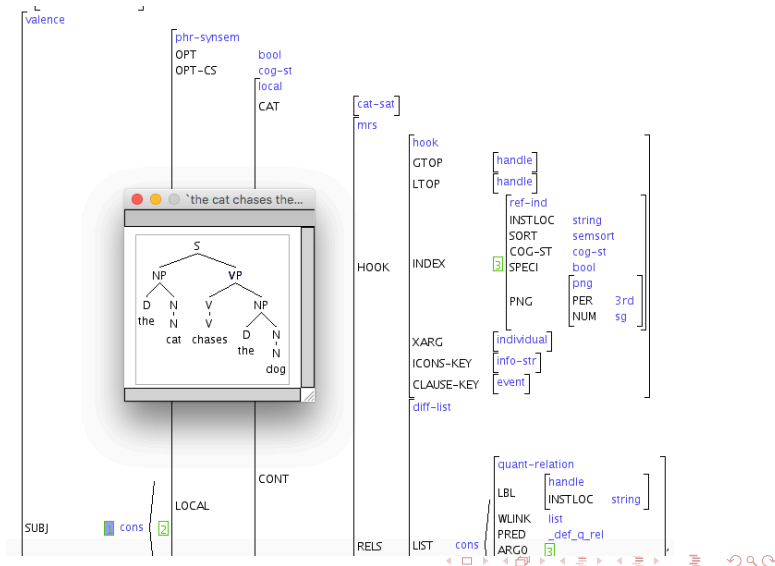 valence
phr-synsem
OPT bool
OPT-CS cog-st
local
CAT [cat-sat]
mrs
hook
GTOP [handle]
LTOP [handle]
ref-ind
INSTLOC string
SORT semsort
COG-ST cog-st
HOOK INDEX 3 SPECI bool
png
PNG PER 3rd
NUM sg
XARG [individual]
ICONS-KEY [info-str]
CLAUSE-KEY [event]
diff-list
`the cat chases the...
S
NP VP
D N V NP
the N V D N
cat chases the N
dog
quant-relation
CONT
handle
LBL INSTLOC string
LOCAL
WLINK list
SUBJ 1 cons 2
PRED _def_q_rel
RELS LIST cons ARG0 3 ,